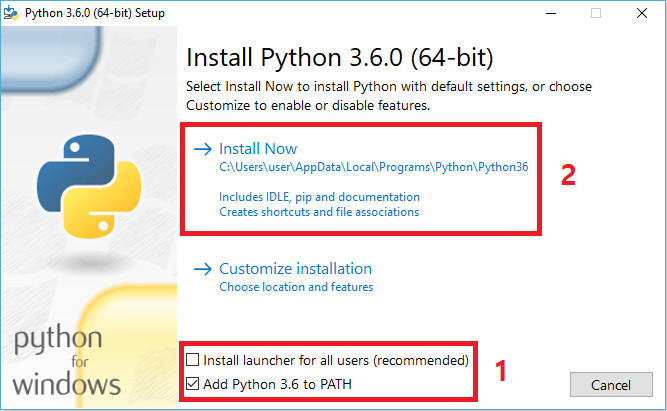 Python 3.6.0 (64-bit) Setup
Install Python 3.6.0 (64-bit)
Select Install Now to install Python with default settings, or choose
Customize to enable or disable features.
Install Now
C:\Users\user\AppData\Local\Programs\Python\Python36
Includes IDLE, pip and documentation
Creates shortcuts and file associations
2
Customize installation
Choose location and features
python
for
windows
Install launcher for all users (recommended)
Add Python 3.6 to PATH
1
Cancel